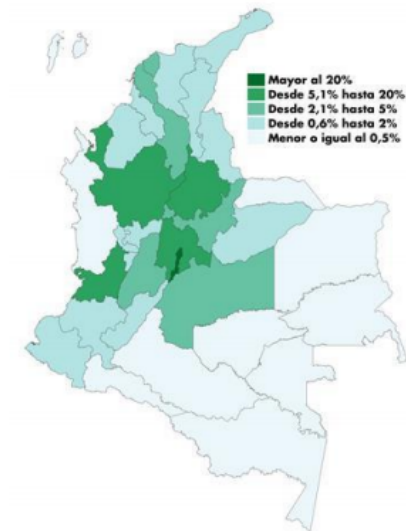 Mayor al 20%
Desde 5,1% hasta 20%
Desde 2,1% hasta 5%
Desde 0,6% hasta 2%
Menor o igual al 0,5%